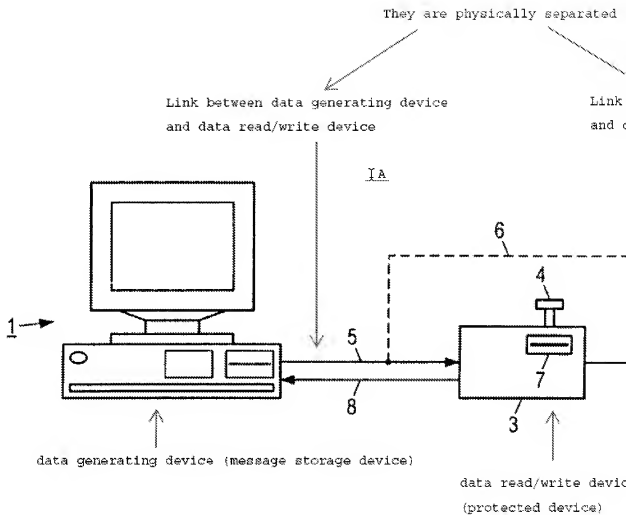 They are physically separated
Link between data generating device
and data read/write device
Link
and
IA
6
4
1
5
7
8
3
data generating device (message storage device)
data read/write
(protected device)